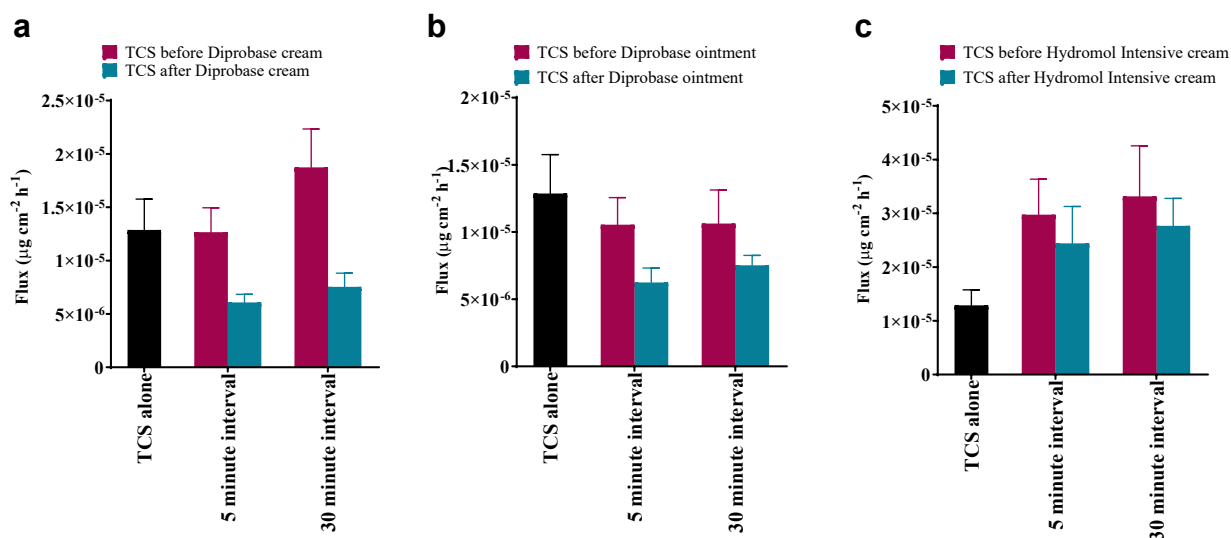 a
TCS before Diprobase cream
TCS after Diprobase cream
2.5×10⁻⁵
2×10⁻⁵
1.5×10⁻⁵
1×10⁻⁵
5×10⁻⁶
0
Flux (µg cm⁻² h⁻¹)
TCS alone
5 minute interval
30 minute interval
b
TCS before Diprobase ointment
TCS after Diprobase ointment
2×10⁻⁵
1.5×10⁻⁵
1×10⁻⁵
5×10⁻⁶
0
Flux (µg cm⁻² h⁻¹)
TCS alone
5 minute interval
30 minute interval
c
TCS before Hydromol Intensive cream
TCS after Hydromol Intensive cream
5×10⁻⁵
4×10⁻⁵
3×10⁻⁵
2×10⁻⁵
1×10⁻⁵
0
Flux (µg cm⁻² h⁻¹)
TCS alone
5 minute interval
30 minute interval